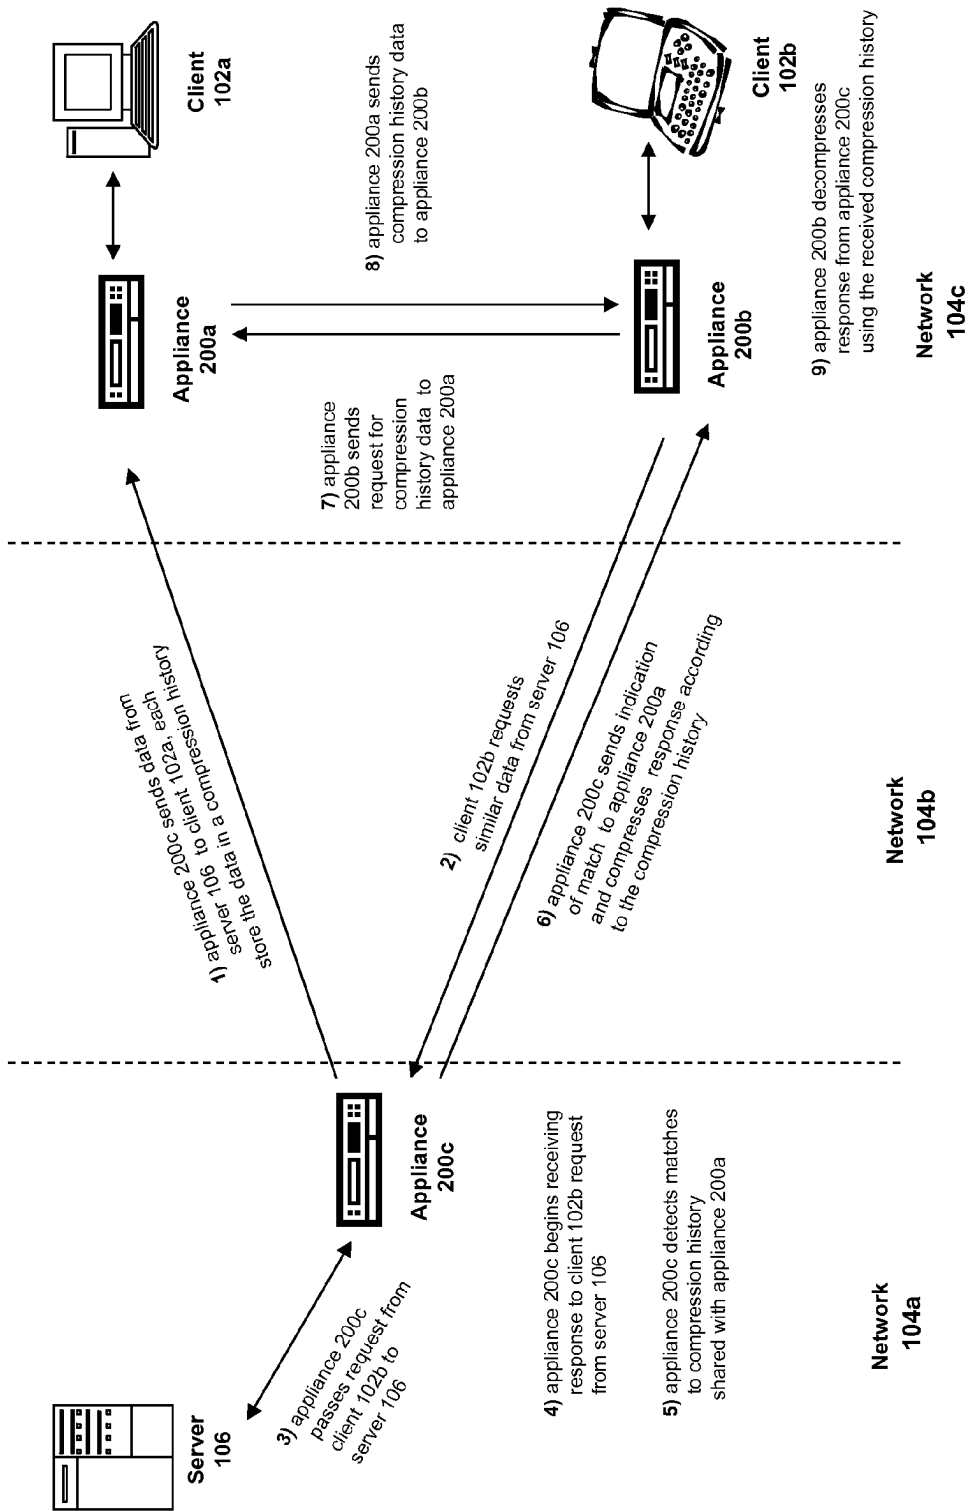 Server
106
3) appliance 200c
passes request from
client 102b to
server 106
Appliance
200c
4) appliance 200c begins receiving
response to client 102b request
from server 106
5) appliance 200c detects matches
to compression history
shared with appliance 200a
Network
104a
1) appliance 200c sends data from
server 106 to client 102a, each
store the data in a compression history
2) client 102b requests
similar data from server 106
6) appliance 200c sends indication
of match to appliance 200a
and compresses response according
to the compression history
Network
104b
Appliance
200a
Client
102a
7) appliance
200b sends
request for
compression
history data to
appliance 200a
8) appliance 200a sends
compression history data
to appliance 200b
Appliance
200b
Client
102b
9) appliance 200b decompresses
response from appliance 200c
using the received compression history
Network
104c